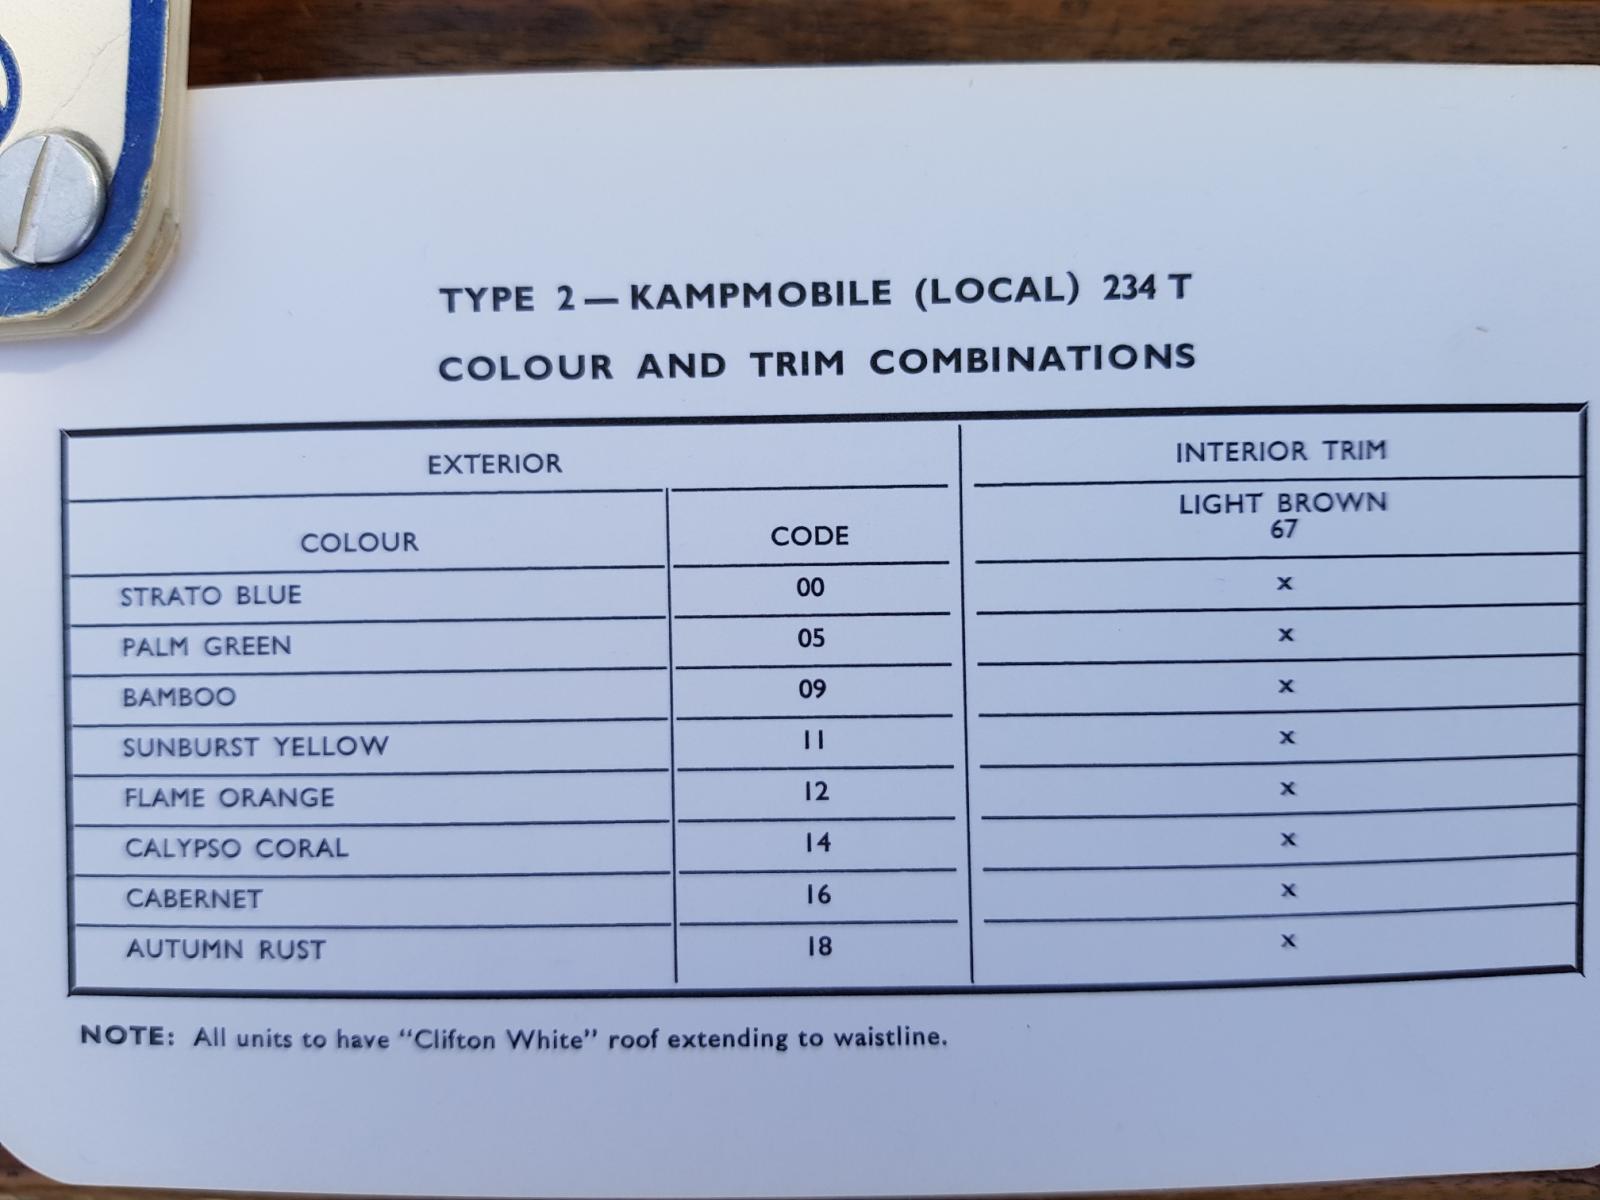 TYPE 2 — KAMPMOBILE (LOCAL) 234 T
COLOUR AND TRIM COMBINATIONS
EXTERIOR INTERIOR TRIM
COLOUR CODE LIGHT BROWN
67
STRATO BLUE 00 x
PALM GREEN 05 x
BAMBOO 09 x
SUNBURST YELLOW 11 x
FLAME ORANGE 12 x
CALYPSO CORAL 14 x
CABERNET 16 x
AUTUMN RUST 18 x
NOTE: All units to have “Clifton White” roof extending to waistline.